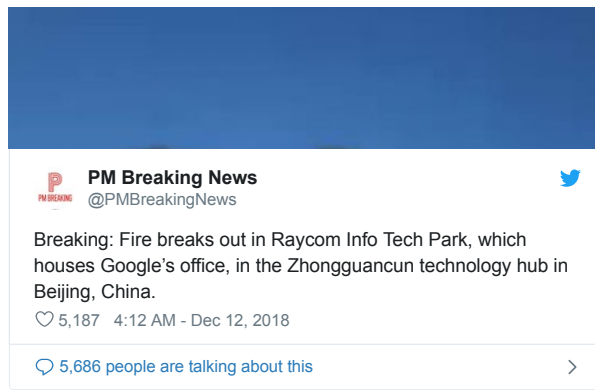 PM Breaking News
P
PM BREAKING
@PMBreakingNews
Breaking: Fire breaks out in Raycom Info Tech Park, which
houses Google’s office, in the Zhongguancun technology hub in
Beijing, China.
5,187 4:12 AM - Dec 12, 2018
5,686 people are talking about this